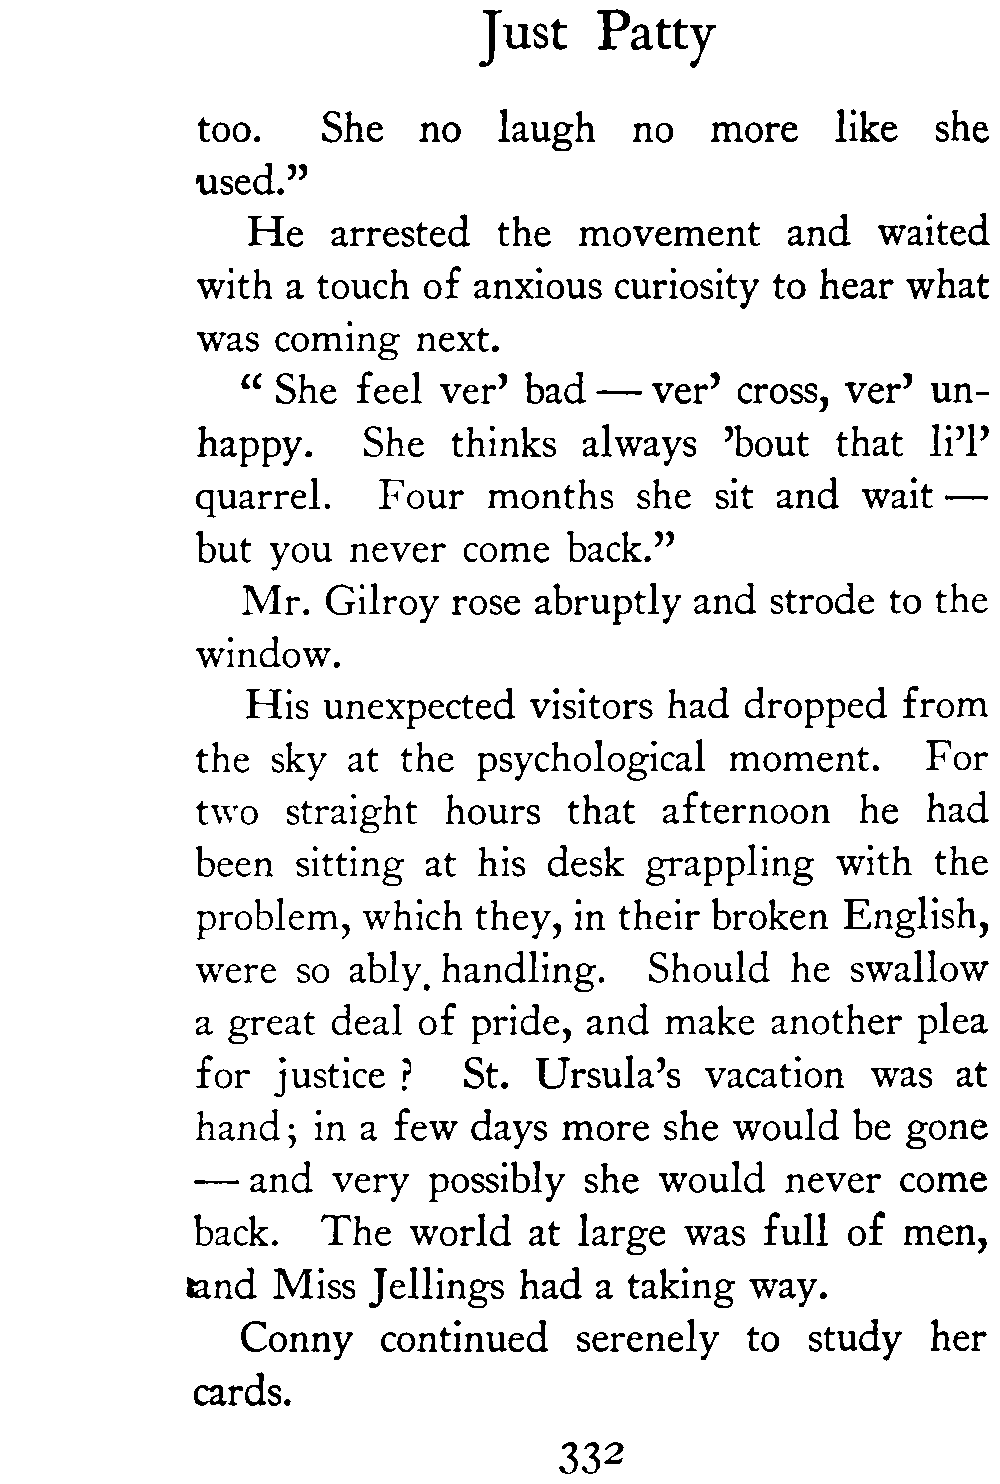 Just Patty
too. She no laugh no more like she
used.”
He arrested the movement and waited
with a touch of anxious curiosity to hear what
was coming next.
“ She feel ver’ bad — ver’ cross, ver’ un-
happy. She thinks always ’bout that li’l’
quarrel. Four months she sit and wait —
but you never come back.”
Mr. Gilroy rose abruptly and strode to the
window.
His unexpected visitors had dropped from
the sky at the psychological moment. For
two straight hours that afternoon he had
been sitting at his desk grappling with the
problem, which they, in their broken English,
were so ably. handling. Should he swallow
a great deal of pride, and make another plea
for justice ? St. Ursula’s vacation was at
hand; in a few days more she would be gone
— and very possibly she would never come
back. The world at large was full of men,
and Miss Jellings had a taking way.
Conny continued serenely to study her
cards.
332